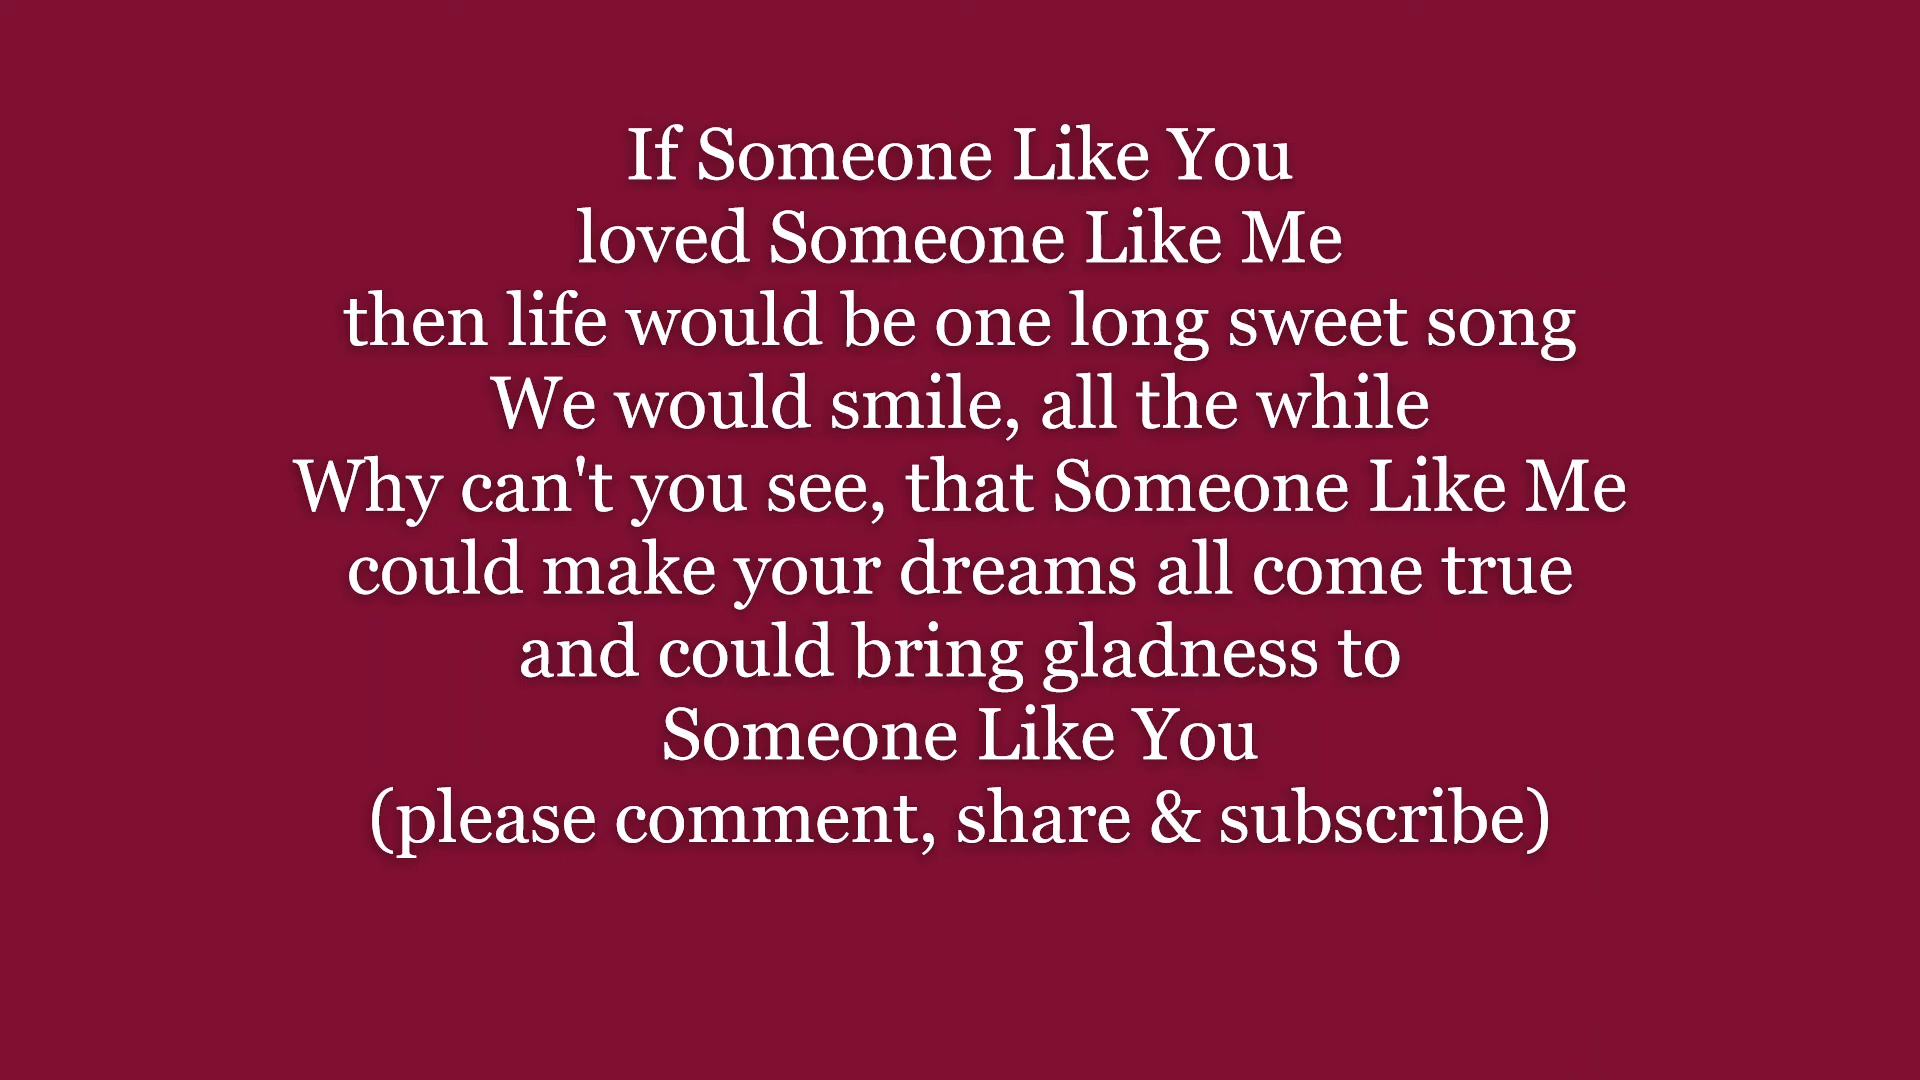 If Someone Like You
loved Someone Like Me
then life would be one long sweet song
We would smile, all the while
Why can't you see, that Someone Like Me
could make your dreams all come true
and could bring gladness to
Someone Like You
(please comment, share & subscribe)